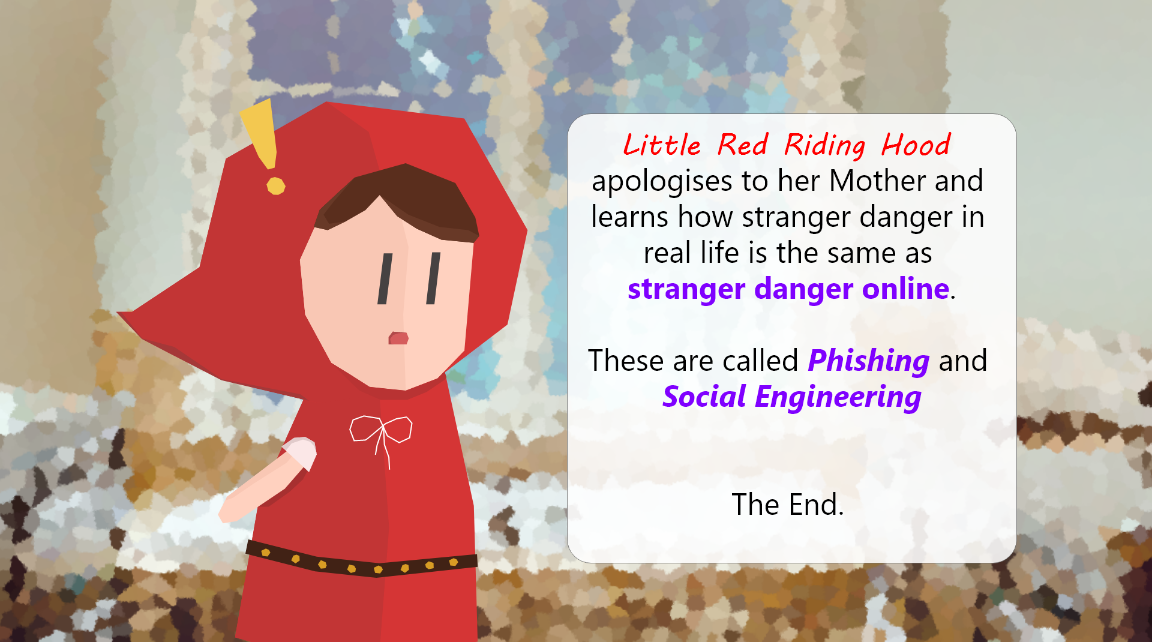 Little Red Riding Hood
apologises to her Mother and
learns how stranger danger in
real life is the same as
stranger danger online.
These are called Phishing and
Social Engineering
The End.